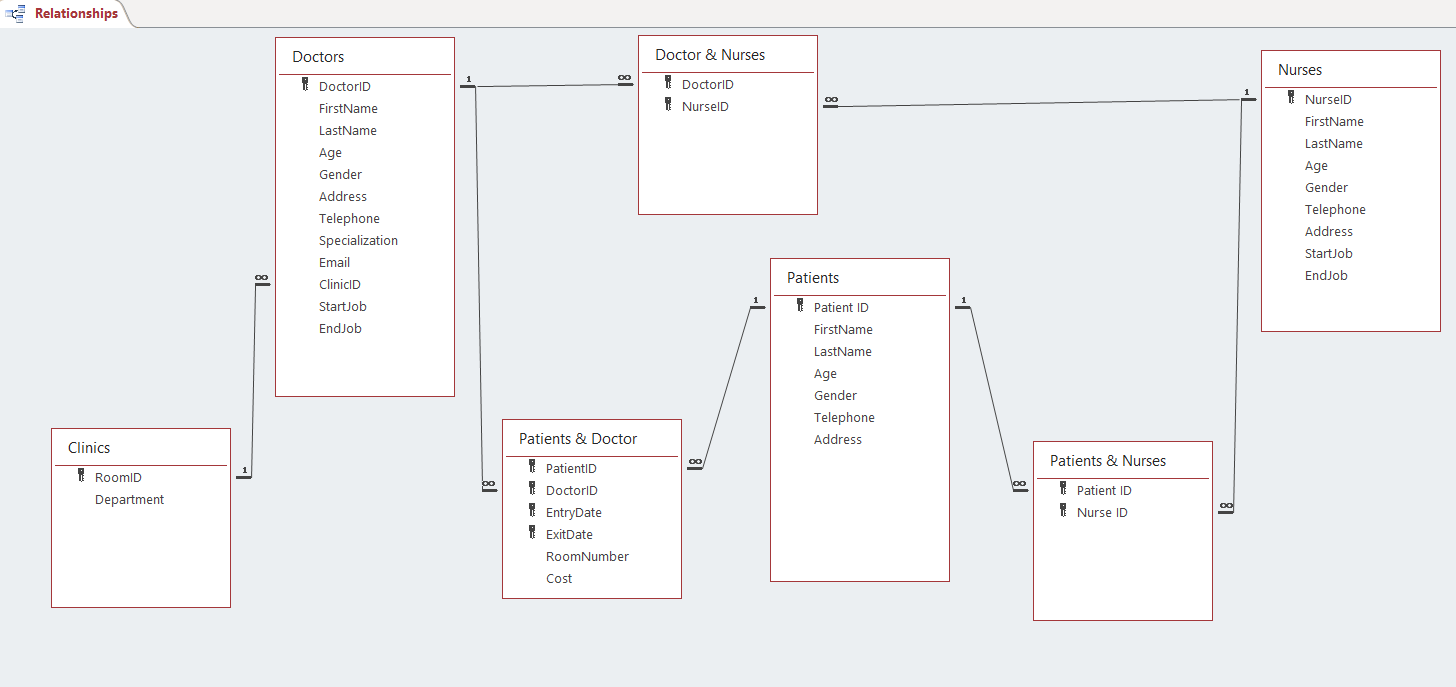 Relationships
Doctors
DoctorID
FirstName
LastName
Age
Gender
Address
Telephone
Specialization
Email
ClinicID
StartJob
EndJob
1
∞
Doctor & Nurses
DoctorID
NurseID
∞
1
Nurses
NurseID
FirstName
LastName
Age
Gender
Telephone
Address
StartJob
EndJob
∞
1
Clinics
RoomID
Department
∞
Patients & Doctor
PatientID
DoctorID
EntryDate
ExitDate
RoomNumber
Cost
∞
1
Patients
Patient ID
FirstName
LastName
Age
Gender
Telephone
Address
1
∞
Patients & Nurses
Patient ID
Nurse ID
∞